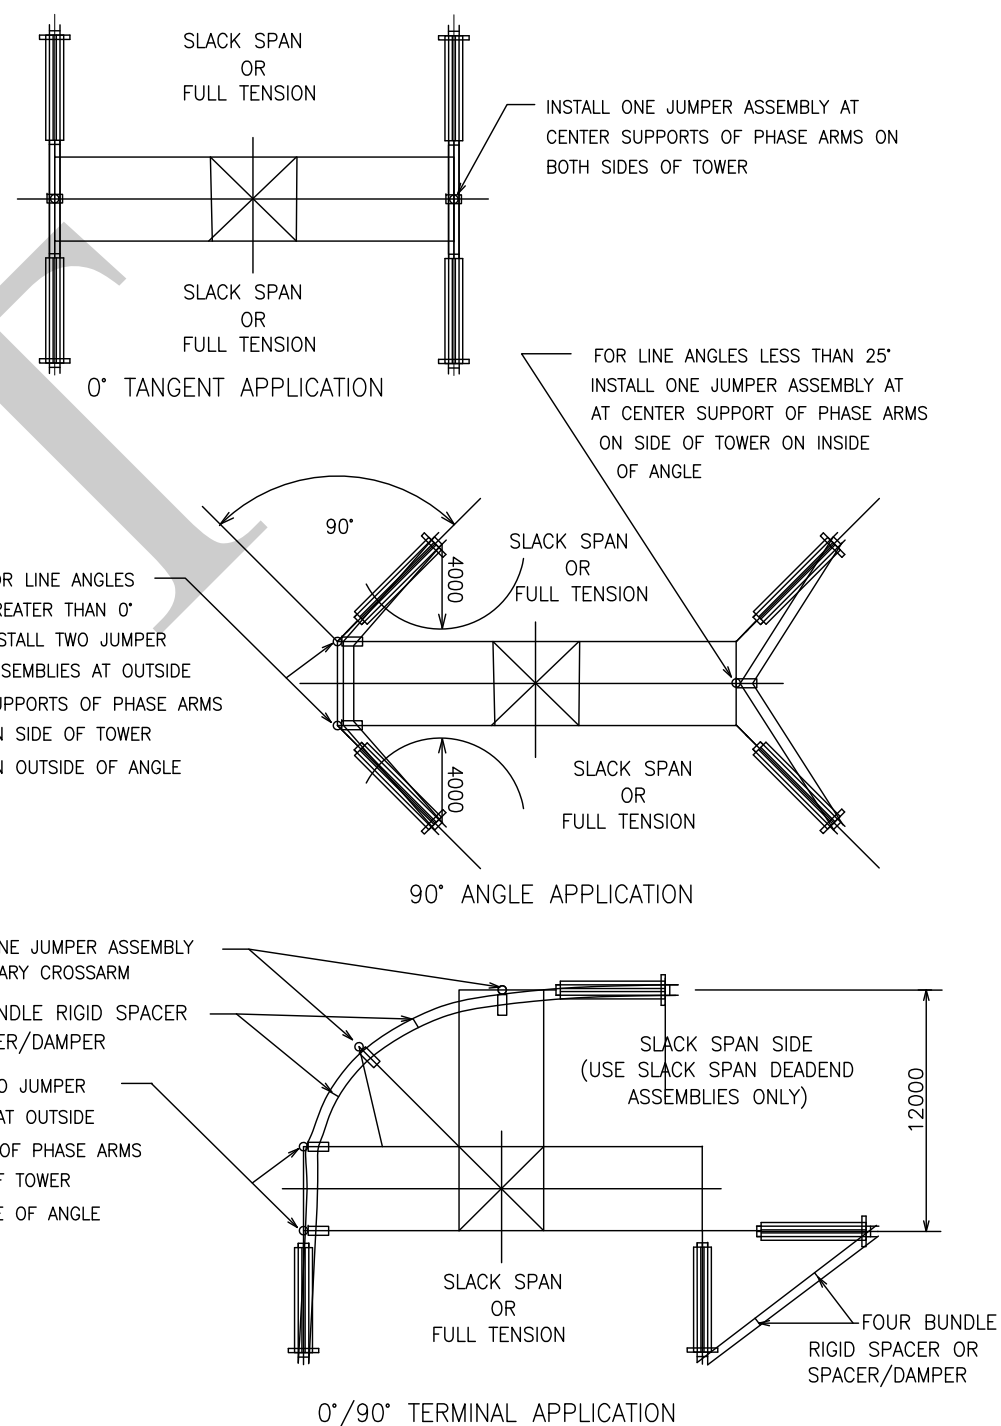 SLACK SPAN
OR
FULL TENSION
INSTALL ONE JUMPER ASSEMBLY AT
CENTER SUPPORTS OF PHASE ARMS ON
BOTH SIDES OF TOWER
SLACK SPAN
OR
FULL TENSION
0° TANGENT APPLICATION
FOR LINE ANGLES LESS THAN 25°
INSTALL ONE JUMPER ASSEMBLY AT
AT CENTER SUPPORT OF PHASE ARMS
ON SIDE OF TOWER ON INSIDE
OF ANGLE
90°
4000
SLACK SPAN
OR
FULL TENSION
LINE ANGLES
THAN 0°
TWO JUMPER
AT OUTSIDE
OF PHASE ARMS
SIDE OF TOWER
OUTSIDE OF ANGLE
4000
SLACK SPAN
OR
FULL TENSION
90° ANGLE APPLICATION
JUMPER ASSEMBLY
CROSSARM
RIGID SPACER
/DAMPER
JUMPER
AT OUTSIDE
OF PHASE ARMS
TOWER
OF ANGLE
SLACK SPAN SIDE
(USE SLACK SPAN DEADEND
ASSEMBLIES ONLY)
12000
SLACK SPAN
OR
FULL TENSION
FOUR BUNDLE
RIGID SPACER OR
SPACER/DAMPER
0°/90° TERMINAL APPLICATION